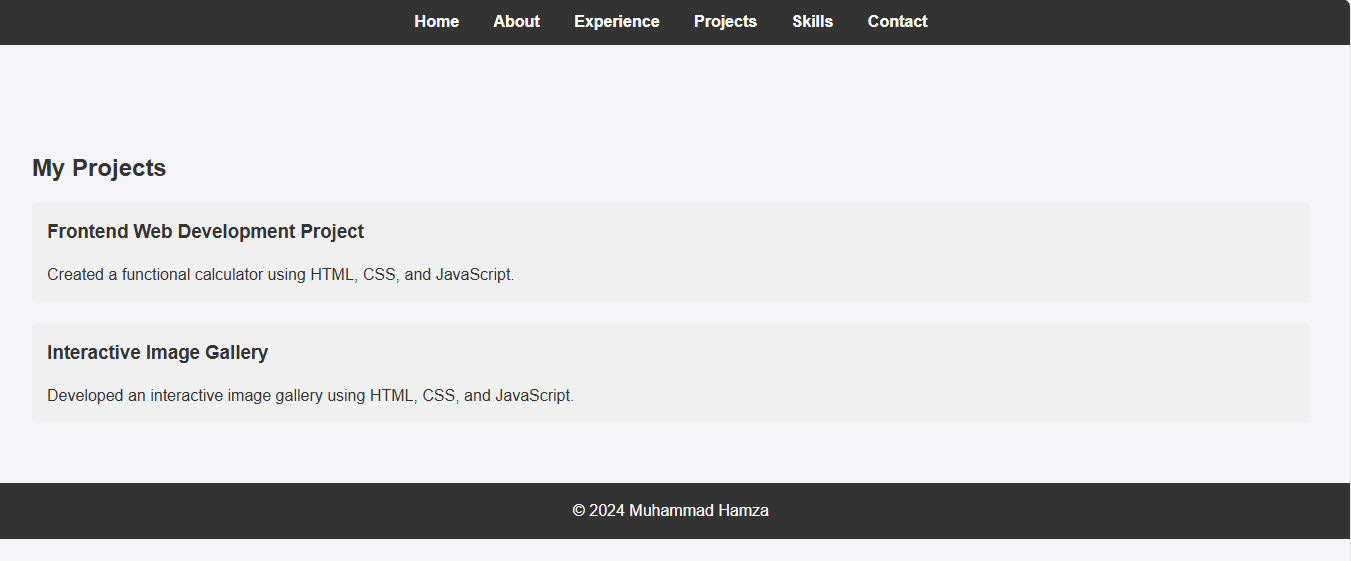 Home About Experience Projects Skills Contact
My Projects
Frontend Web Development Project
Created a functional calculator using HTML, CSS, and JavaScript.
Interactive Image Gallery
Developed an interactive image gallery using HTML, CSS, and JavaScript.
© 2024 Muhammad Hamza